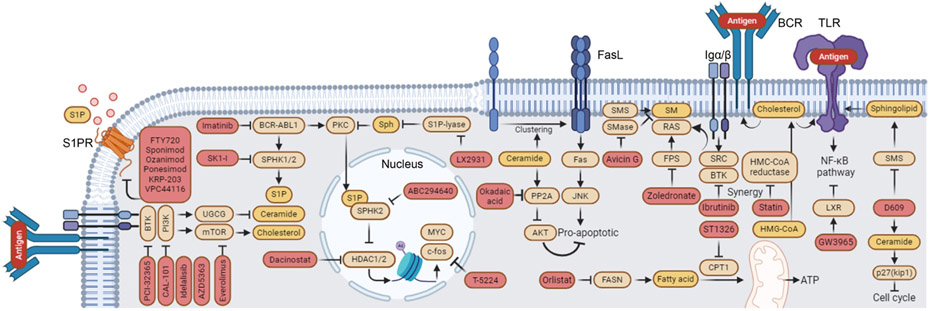 Antigen
BCR
TLR
FasL
Igα/β
Antigen
S1P
S1PR
FTY720
Sponimod
Ozanimod
Ponesimod
KRP-203
VPC44116
Imatinib
BCR-ABL1
PKC
Sph
S1P-lyase
SK1-I
SPHK1/2
S1P
LX2931
Clustering
Ceramide
Fas
SMS
SM
SMase
RAS
Avicin G
FPS
Zoledronate
Cholesterol
Sphingolipid
SRC
BTK
HMC-CoA
reductase
NF-κB
pathway
SMS
Synergy
Ibrutinib
Statin
LXR
D609
ST1326
HMG-CoA
GW3965
Ceramide
CPT1
p27(kip1)
Cell cycle
ATP
Nucleus
S1P
SPHK2
ABC294640
HDAC1/2
Ac
MYC
c-fos
Dacinostat
T-5224
Okadaic
acid
PP2A
JNK
AKT
Pro-apoptotic
Orlistat
FASN
Fatty acid
Antigen
BTK
PI3K
UGCG
Ceramide
mTOR
Cholesterol
PCI-32365
CAL-101
Idelalisib
AZD5363
Everolimus